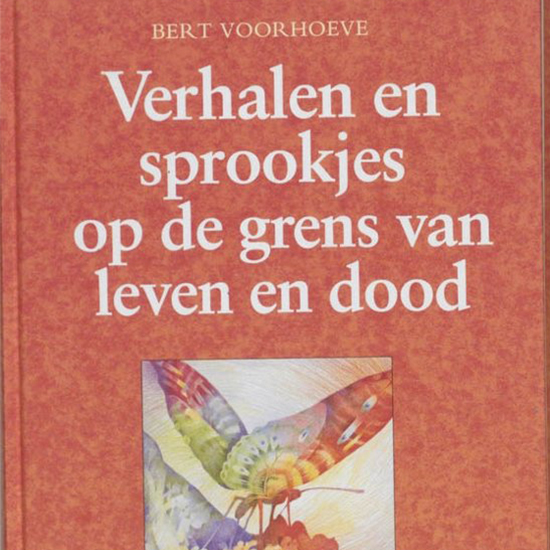 BERT VOORHOEVE
Verhalen en
sprookjes
op de grens van
leven en dood